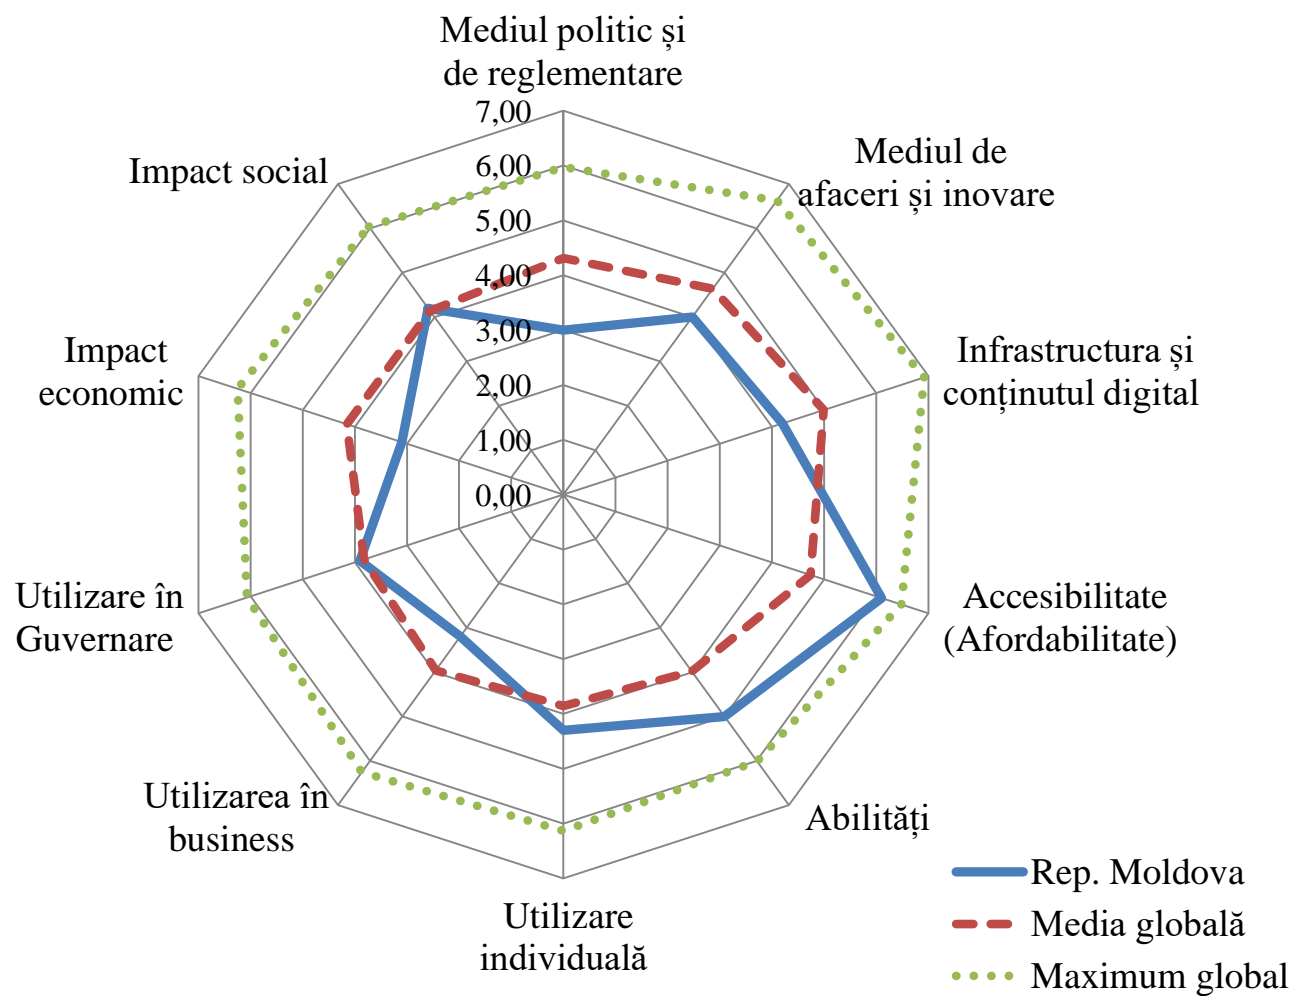 Mediul politic și
de reglementare
7,00
6,00
5,00
4,00
3,00
2,00
1,00
0,00
Mediul de
afaceri și inovare
Infrastructura și
conținutul digital
Accesibilitate
(Afordabilitate)
Abilități
Utilizare
individuală
Utilizarea în
business
Utilizare în
Guvernare
Impact
economic
Impact social
Rep. Moldova
Media globală
Maximum global